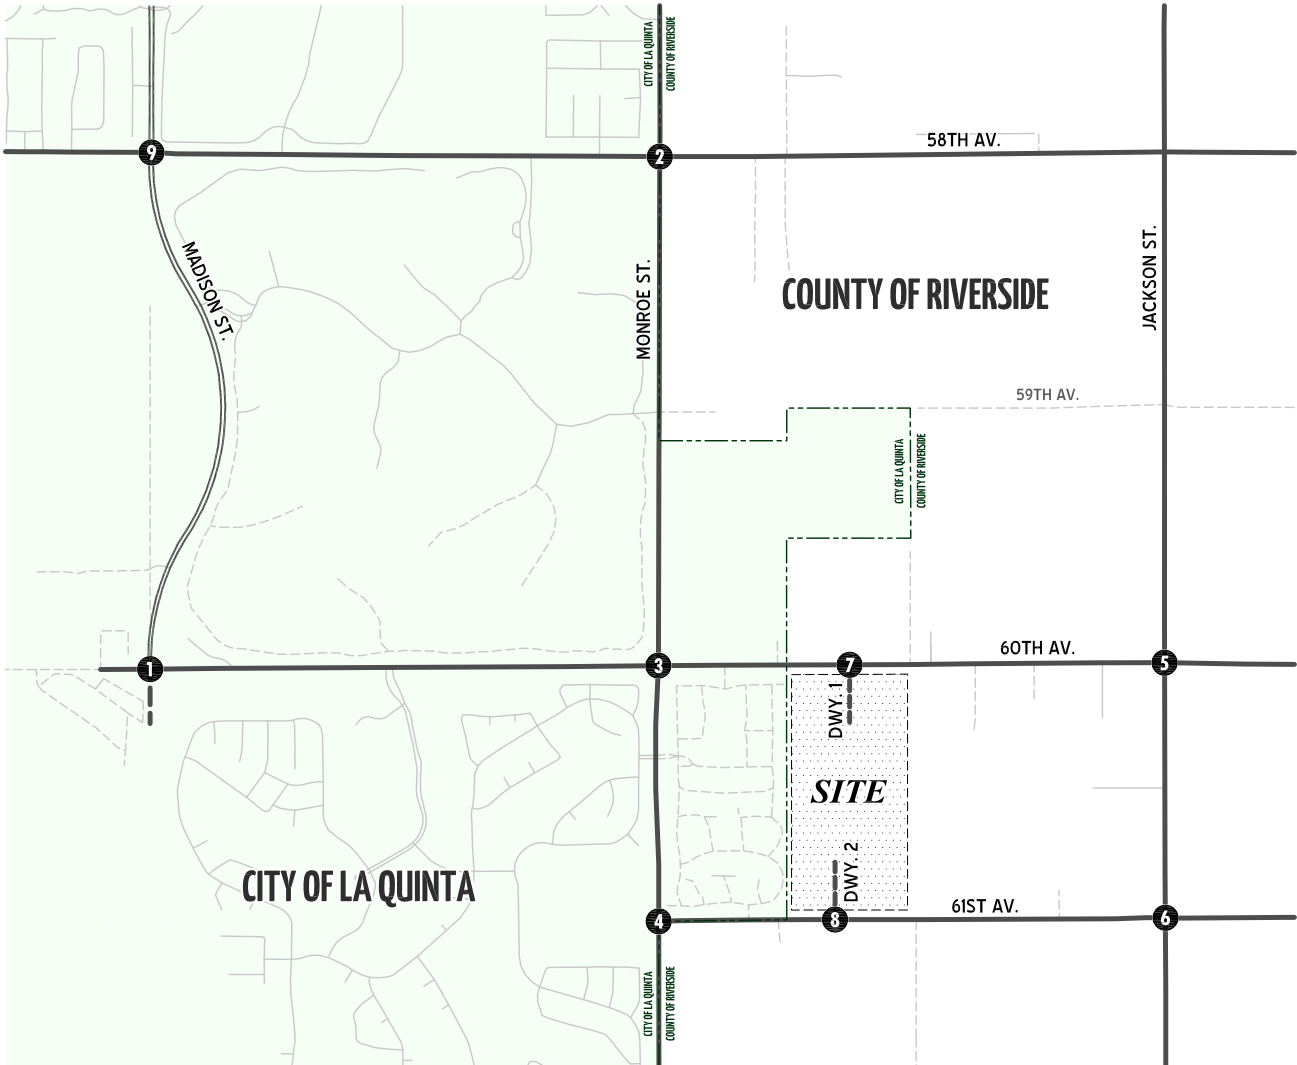 CITY OF LA QUINTA
COUNTY OF RIVERSIDE
58TH AV.
9
2
MADISON ST.
MONROE ST.
JACKSON ST.
COUNTY OF RIVERSIDE
59TH AV.
CITY OF LA QUINTA
COUNTY OF RIVERSIDE
60TH AV.
1
3
7
5
DWY. 1
SITE
DWY. 2
CITY OF LA QUINTA
61ST AV.
4
8
6
CITY OF LA QUINTA
COUNTY OF RIVERSIDE